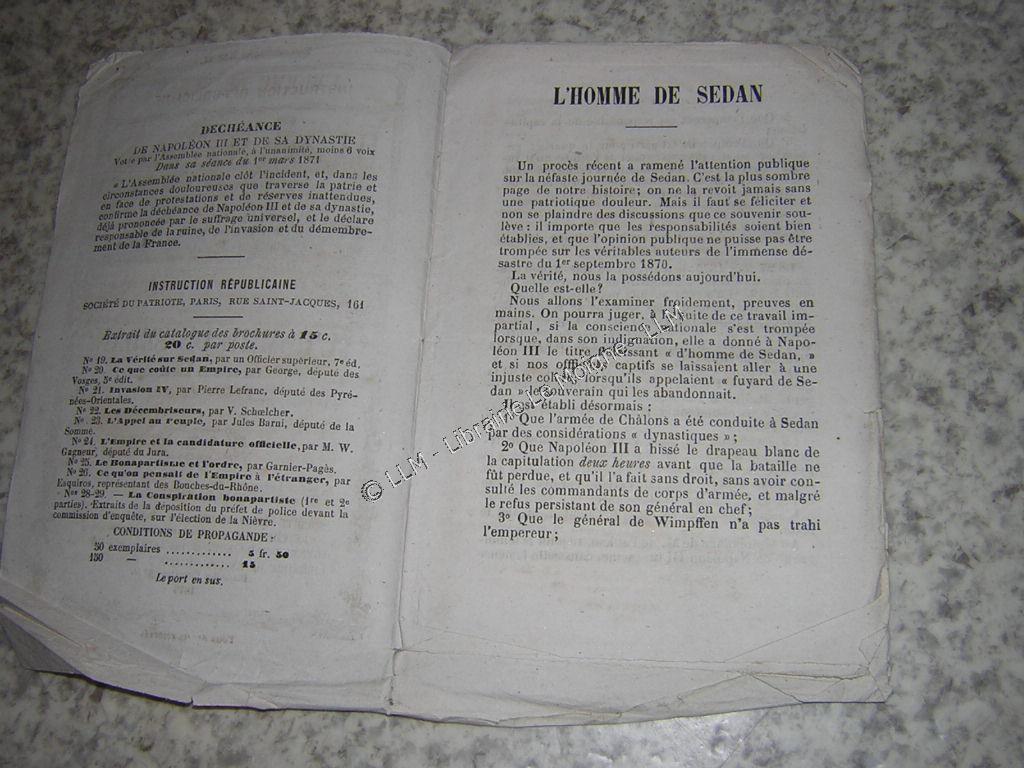 DECHÉANCE
DE NAPOLÉON III ET DE SA DYNASTIE
Votée par l'Assemblée nationale, à l'unanimité, moins 6 voix
Dans sa séance du 1er mars 1871
« L'Assemblée nationale clôt l'incident, et, dans les
circonstances douloureuses que traverse la patrie et
en face de protestations et de réserves inattendues,
confirme la déchéance de Napoléon III et de sa dynastie,
déjà prononcée par le suffrage universel, et le déclare
responsable de la ruine, de l'invasion et du démembre-
ment de la France.
INSTRUCTION RÉPUBLICAINE
SOCIÉTÉ DU PATRIOTE, PARIS, RUE SAINT-JACQUES, 161
Extrait du catalogue des brochures à 15 c.
20 c. par poste.
No 19. La Vérité sur Sedan, par un Officier supérieur, 7e éd.
No 20. Ce que coûte un Empire, par George, député des
Vosges, 5e édit.
No 21. Invasion IV, par Pierre Lefranc, député des Pyré-
nées-Orientales.
No 22. Les Décembriseurs, par V. Schœlcher.
No 23. L'Appel au Peuple, par Jules Barni, député de la
Somme.
No 24. L'Empire et la candidature officielle, par M. W.
Gagneur, député du Jura.
No 25. Le Bonapartisme et l'ordre, par Garnier-Pagès.
No 26. Ce qu'on pensait de l'Empire à l'étranger, par
Esquiros, représentant des Bouches-du-Rhône.
Nos 28-29. — La Conspiration bonapartiste (1re et 2e
parties). Extraits de la déposition du préfet de police devant la
commission d'enquête, sur l'élection de la Nièvre.
CONDITIONS DE PROPAGANDE :
50 exemplaires ............ 5 fr. 50
150 — ............ 15
Le port en sus.
L'HOMME DE SEDAN
Un procès récent a ramené l'attention publique
sur la néfaste journée de Sedan. C'est la plus sombre
page de notre histoire; on ne la revoit jamais sans
une patriotique douleur. Mais il faut se féliciter et
non se plaindre des discussions que ce souvenir sou-
lève : il importe que les responsabilités soient bien
établies, et que l'opinion publique ne puisse pas être
trompée sur les véritables auteurs de l'immense dé-
sastre du 1er septembre 1870.
La vérité, nous la possédons aujourd'hui.
Quelle est-elle?
Nous allons l'examiner froidement, preuves en
mains. On pourra juger, à la suite de ce travail im-
partial, si la conscience nationale s'est trompée
lorsque, dans son indignation, elle a donné à Napo-
léon III le titre flétrissant « d'homme de Sedan, »
et si nos officiers captifs se laissaient aller à une
injuste colère lorsqu'ils appelaient « fuyard de Se-
dan » le souverain qui les abandonnait.
Il est établi désormais :
1o Que l'armée de Châlons a été conduite à Sedan
par des considérations « dynastiques » ;
2o Que Napoléon III a hissé le drapeau blanc de
la capitulation deux heures avant que la bataille ne
fût perdue, et qu'il l'a fait sans droit, sans avoir con-
sulté les commandants de corps d'armée, et malgré
le refus persistant de son général en chef;
3o Que le général de Wimpffen n'a pas trahi
l'empereur;
© LLM - Librairie Le Morone - LLM